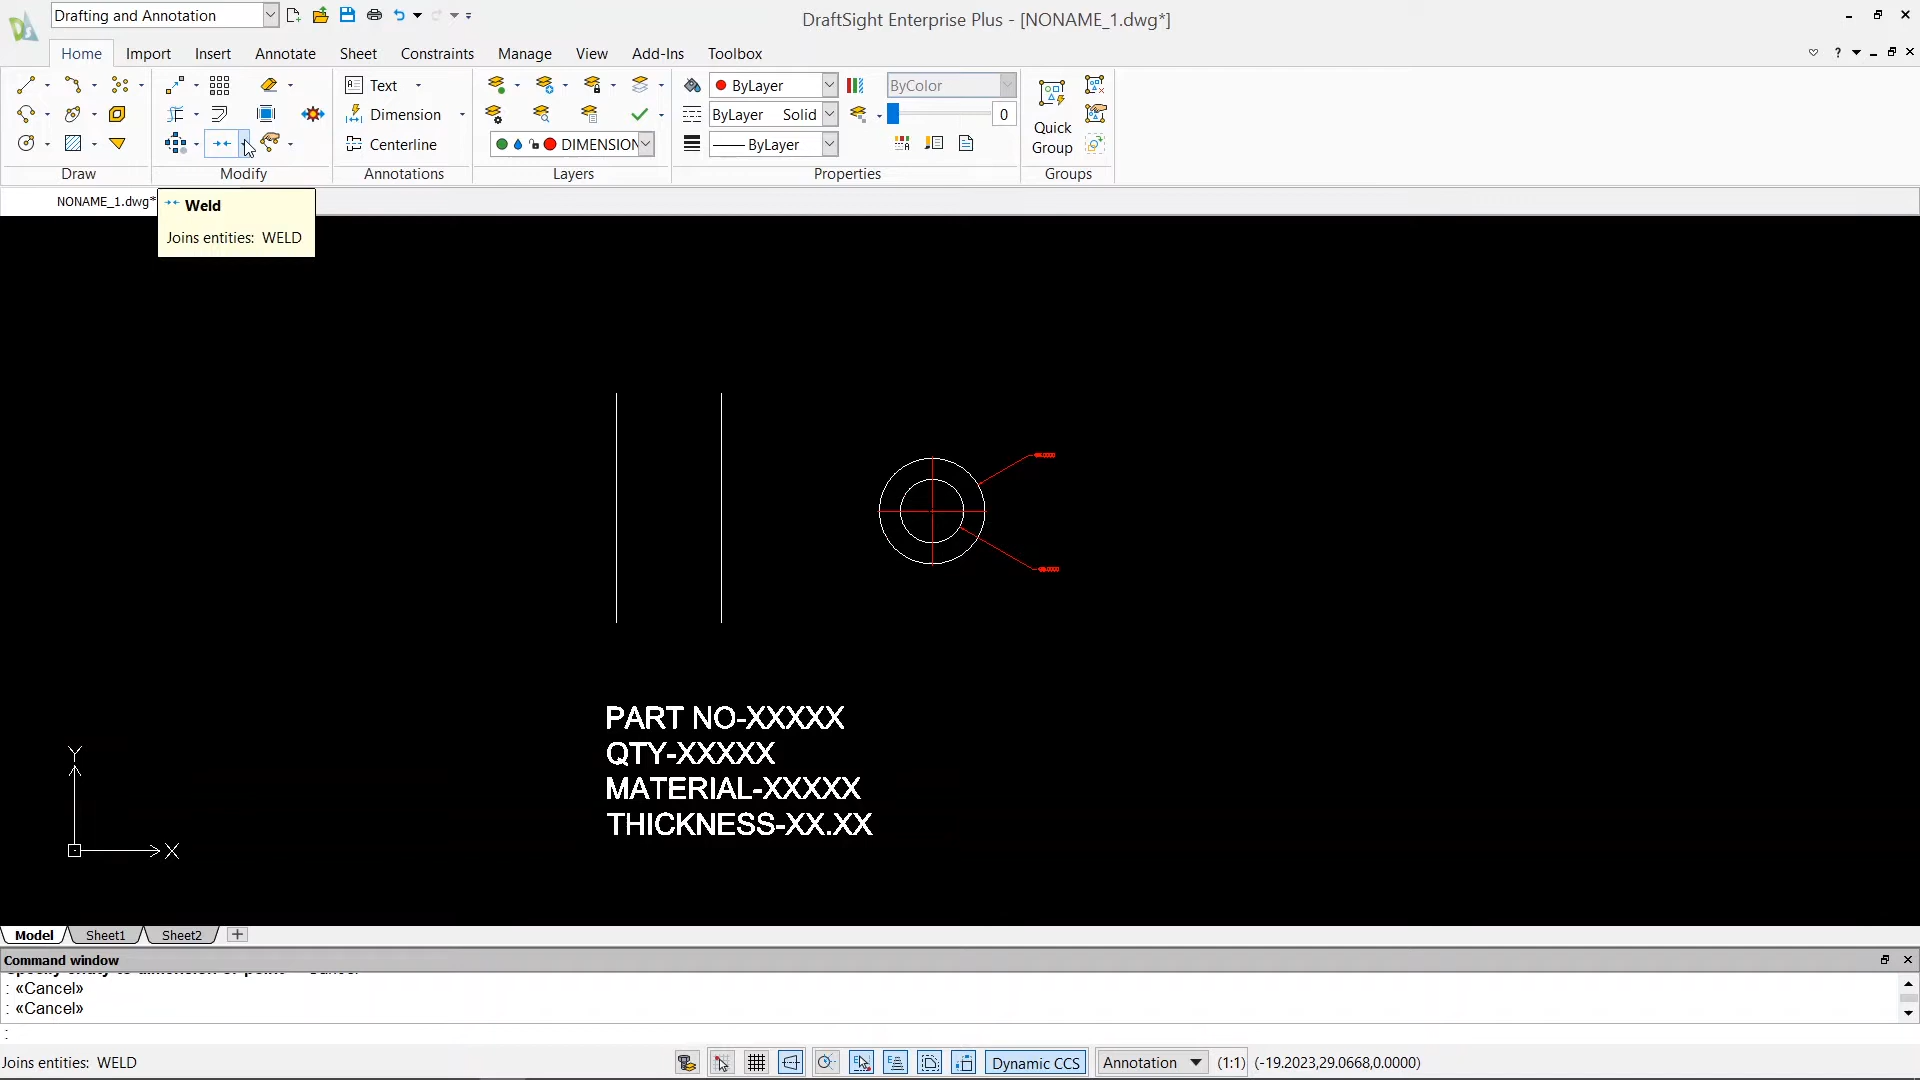 Drafting and Annotation
DraftSight Enterprise Plus - [NONAME_1.dwg*]
Home Import Insert Annotate Sheet Constraints Manage View Add-Ins Toolbox
Text
Dimension
Centerline
DIMENSION
ByLayer
ByLayer Solid
ByLayer
ByColor
0
Quick
Group
Draw Modify Annotations Layers Properties Groups
NONAME_1.dwg*
Weld
Joins entities: WELD
PART NO-XXXXX
QTY-XXXXX
MATERIAL-XXXXX
THICKNESS-XX.XX
Y
X
Model Sheet1 Sheet2
Command window
: «Cancel»
: «Cancel»
:
Joins entities: WELD
Dynamic CCS Annotation (1:1) (-19.2023,29.0668,0.0000)